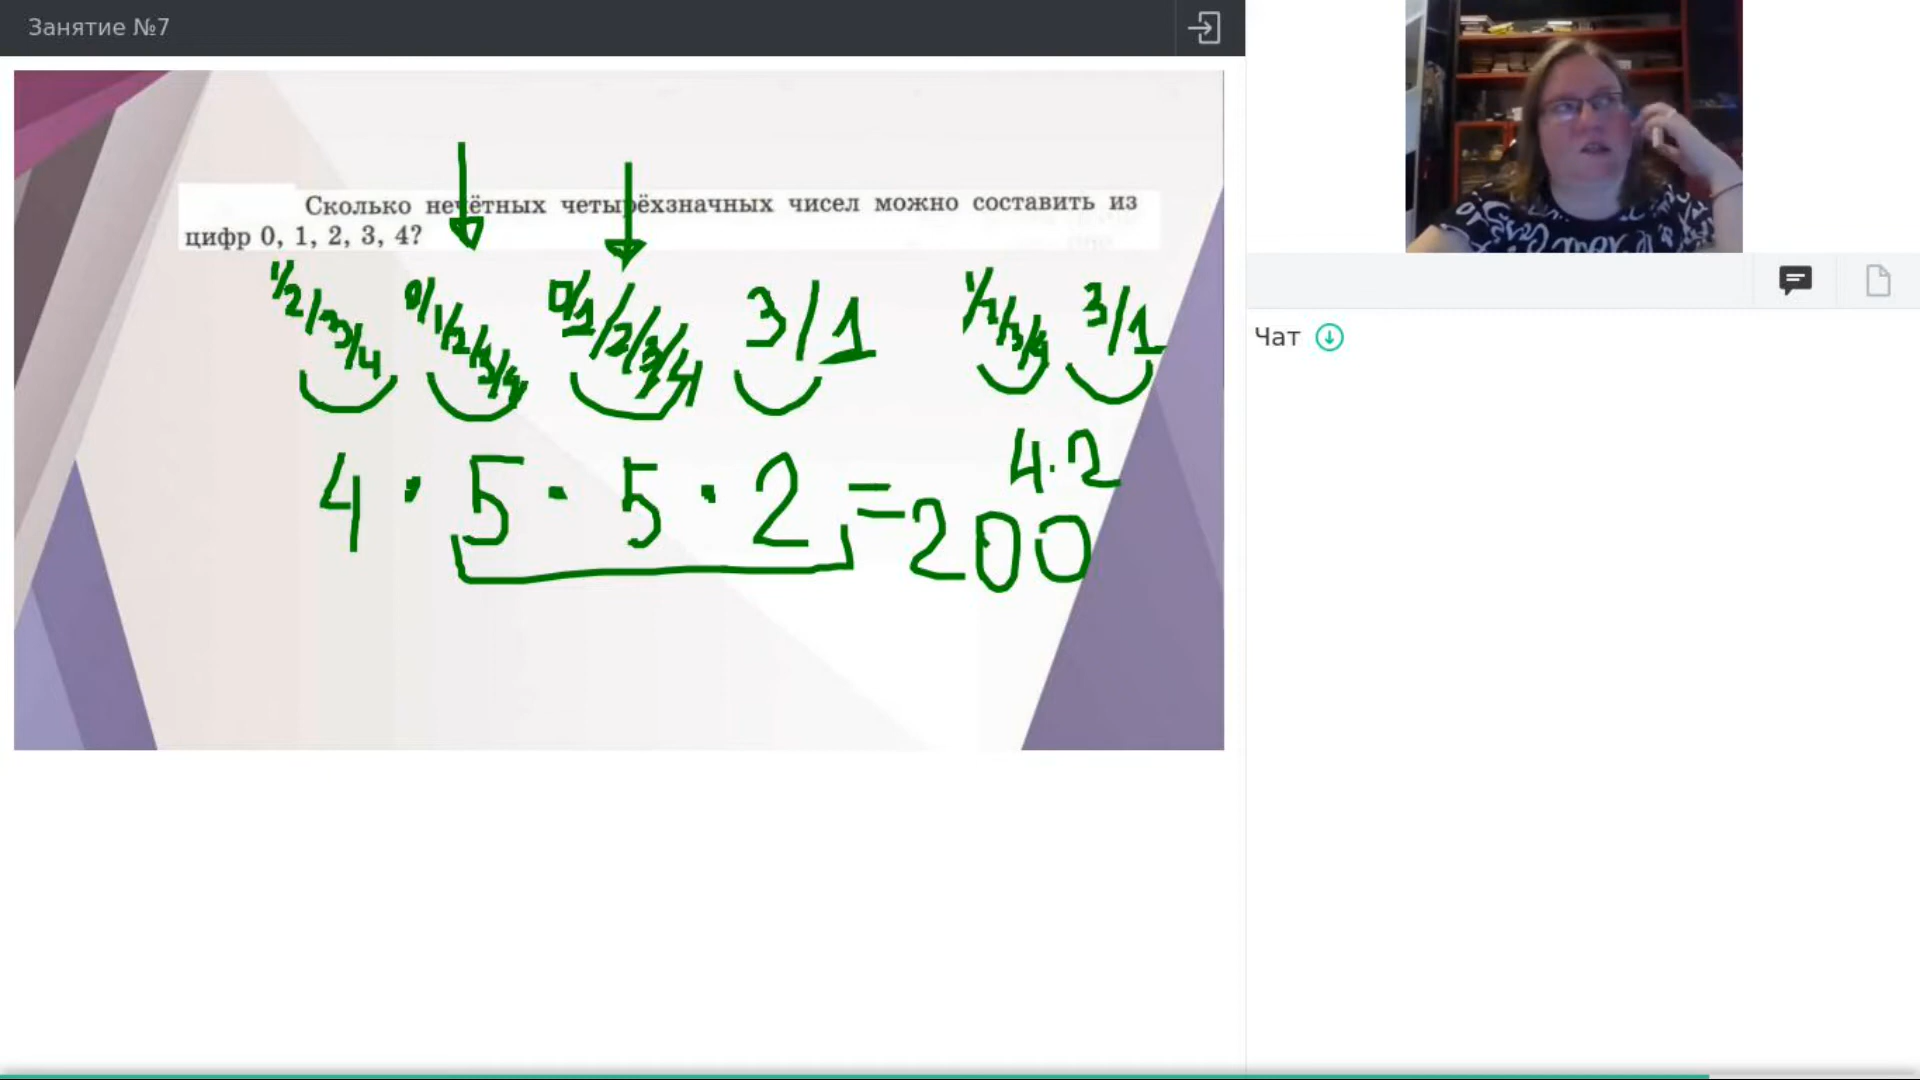 Занятие №7
Сколько нечётных четырёхзначных чисел можно составить из
цифр 0, 1, 2, 3, 4?
1/2/3/4 0/1/2/3/4 0/1/2/3/4 3/1 1/2/3/4 3/1
4 · 5 · 5 · 2 = 200
4·2
Чат